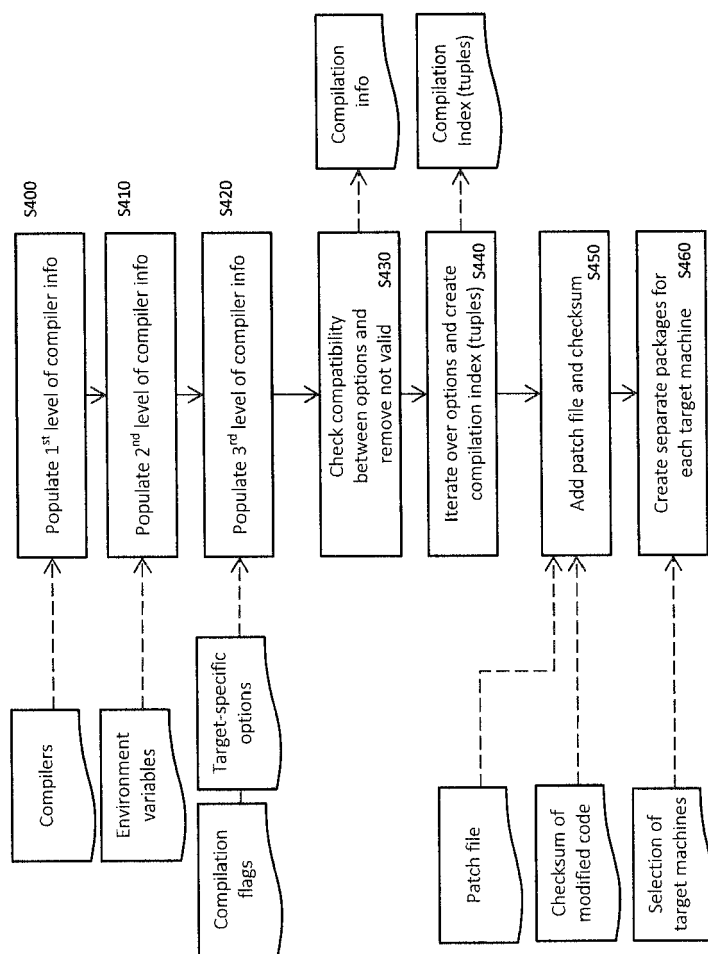 Compilers
Populate 1st level of compiler info
S400
Environment
variables
Populate 2nd level of compiler info
S410
Compilation
flags
Target-specific
options
Populate 3rd level of compiler info
S420
Check compatibility
between options and
remove not valid
S430
Compilation
info
Iterate over options and create
compilation index (tuples)
S440
Compilation
Index (tuples)
Patch file
Checksum of
modified code
Add patch file and checksum
S450
Selection of
target machines
Create separate packages for
each target machine
S460